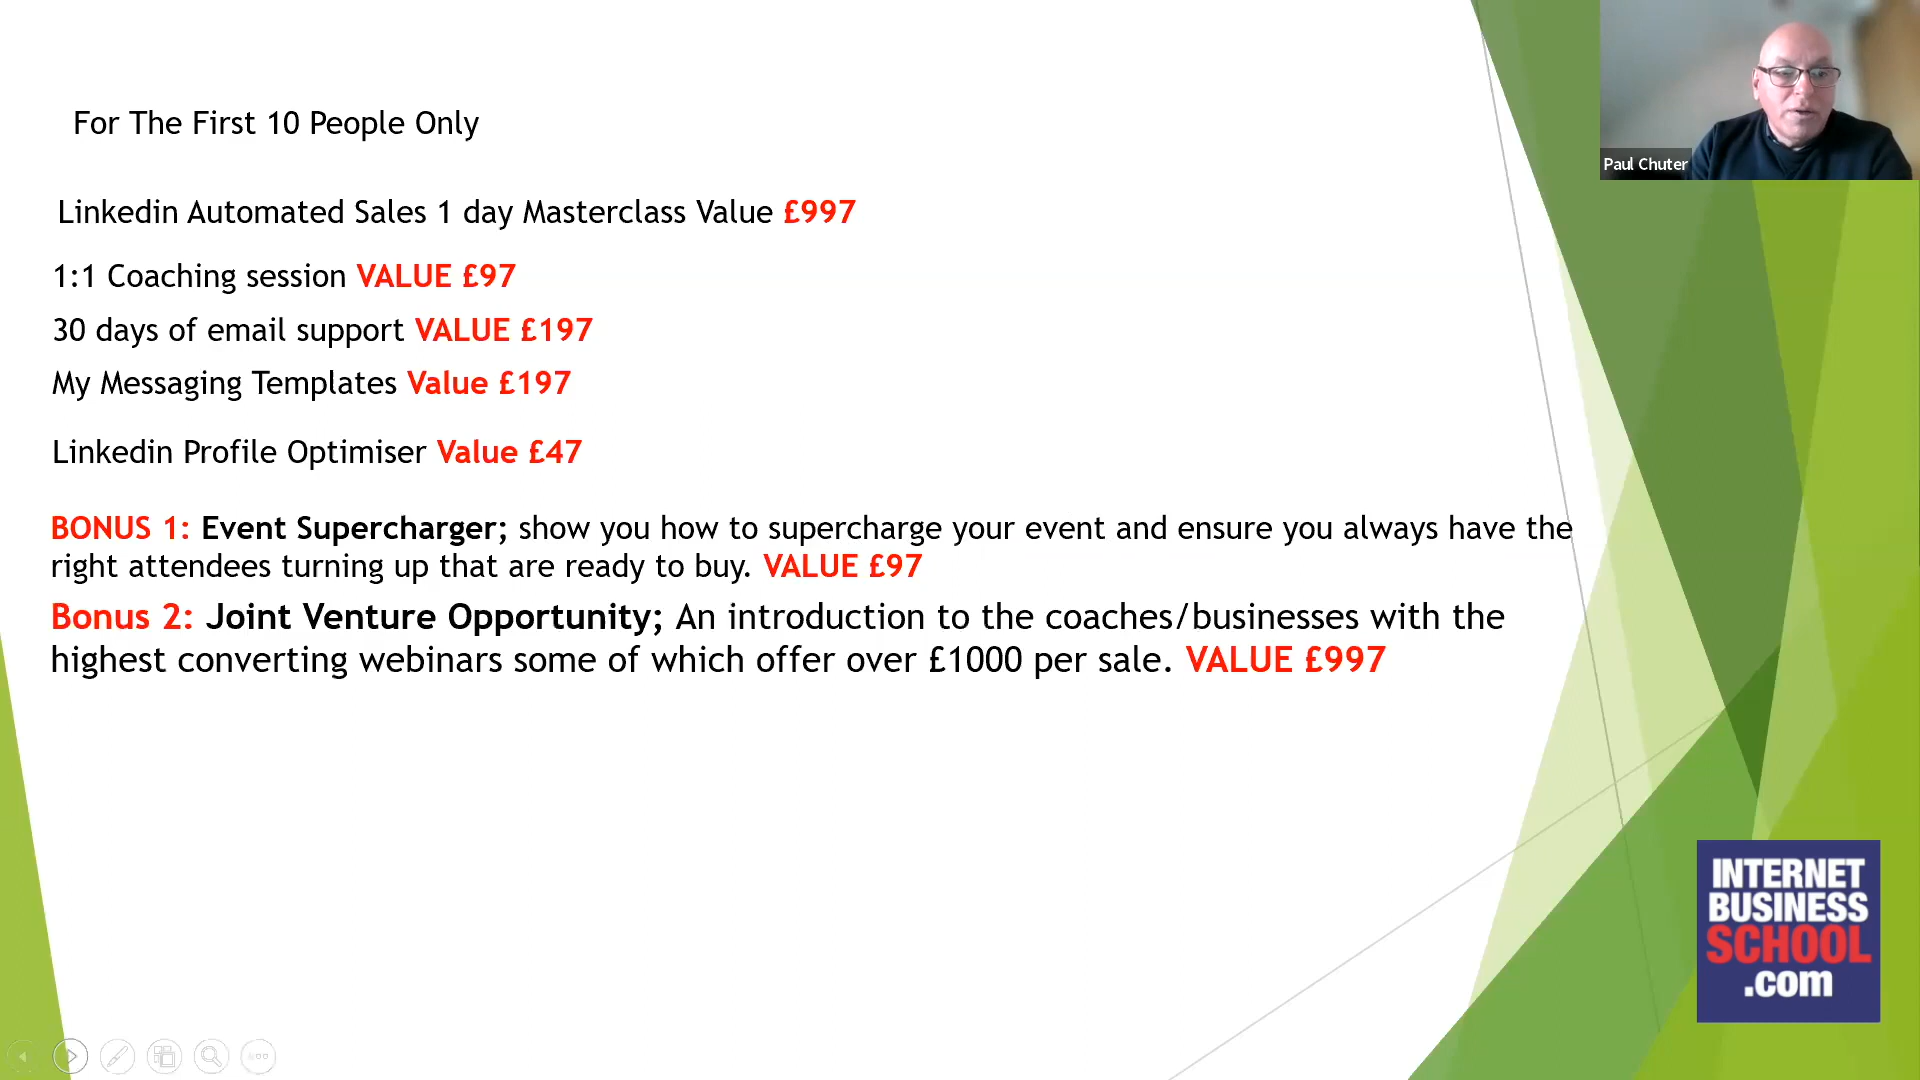 For The First 10 People Only
Paul Chuter
Linkedin Automated Sales 1 day Masterclass Value £997
1:1 Coaching session VALUE £97
30 days of email support VALUE £197
My Messaging Templates Value £197
Linkedin Profile Optimiser Value £47
BONUS 1: Event Supercharger; show you how to supercharge your event and ensure you always have the
right attendees turning up that are ready to buy. VALUE £97
Bonus 2: Joint Venture Opportunity; An introduction to the coaches/businesses with the
highest converting webinars some of which offer over £1000 per sale. VALUE £997
INTERNET
BUSINESS
SCHOOL
.com